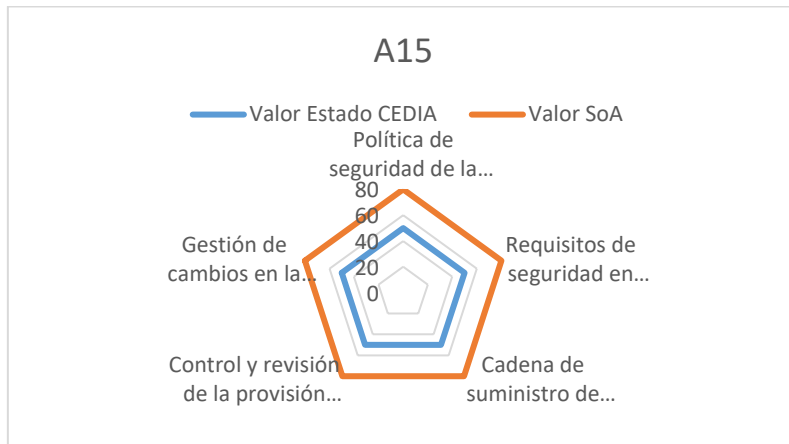 A15
Valor Estado CEDIA
Valor SoA
Política de
seguridad de la...
80
60
40
20
0
Requisitos de
seguridad en...
Cadena de
suministro de...
Control y revisión
de la provisión...
Gestión de
cambios en la...